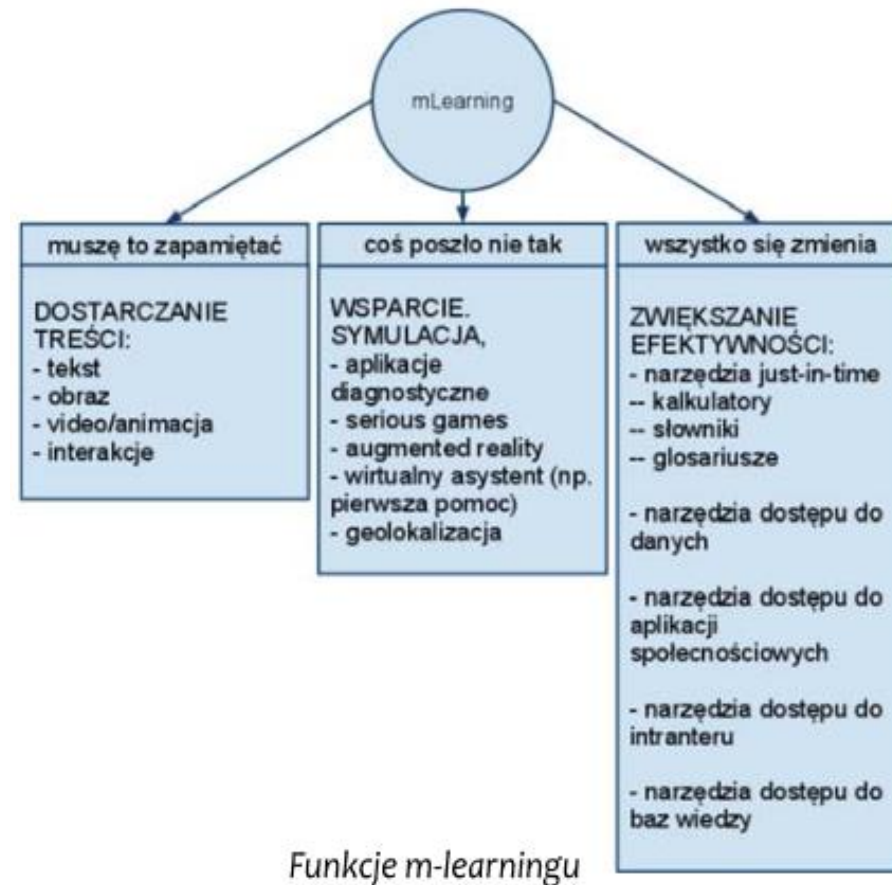 mLearning
muszę to zapamiętać
DOSTARCZANIE
TREŚCI:
- tekst
- obraz
- video/animacja
- interakcje
coś poszło nie tak
WSPARCIE.
SYMULACJA,
- aplikacje
diagnostyczne
- serious games
- augmented reality
- wirtualny asystent (np.
pierwsza pomoc)
- geolokalizacja
wszystko się zmienia
ZWIĘKSZANIE
EFEKTYWNOŚCI:
- narzędzia just-in-time
-- kalkulatory
-- słowniki
-- glosariusze
- narzędzia dostępu do
danych
- narzędzia dostępu do
aplikacji
społecnościowych
- narzędzia dostępu do
intranteru
- narzędzia dostępu do
baz wiedzy
Funkcje m-learningu